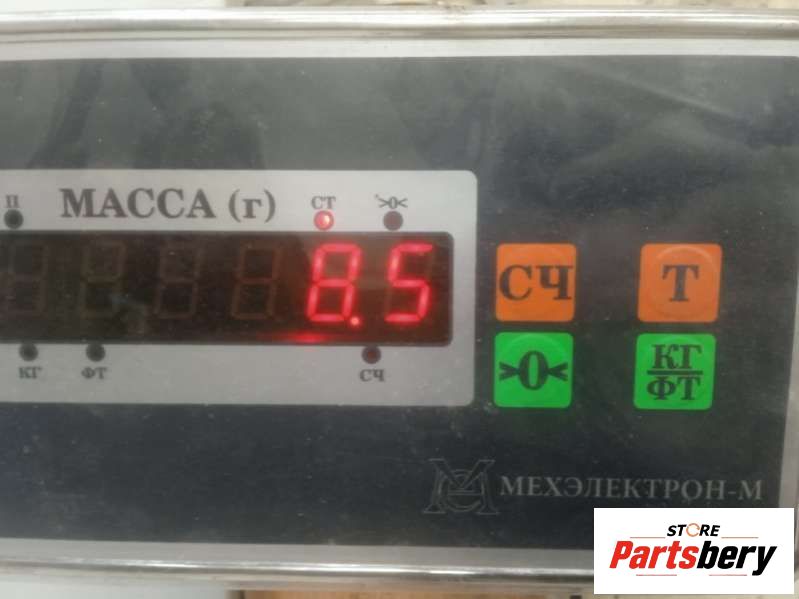 П МАССА (г) СТ >0<
8.5
КГ ФТ СЧ
СЧ Т
>0< КГ/ФТ
МЕХЭЛЕКТРОН-М
STORE
Partsbery